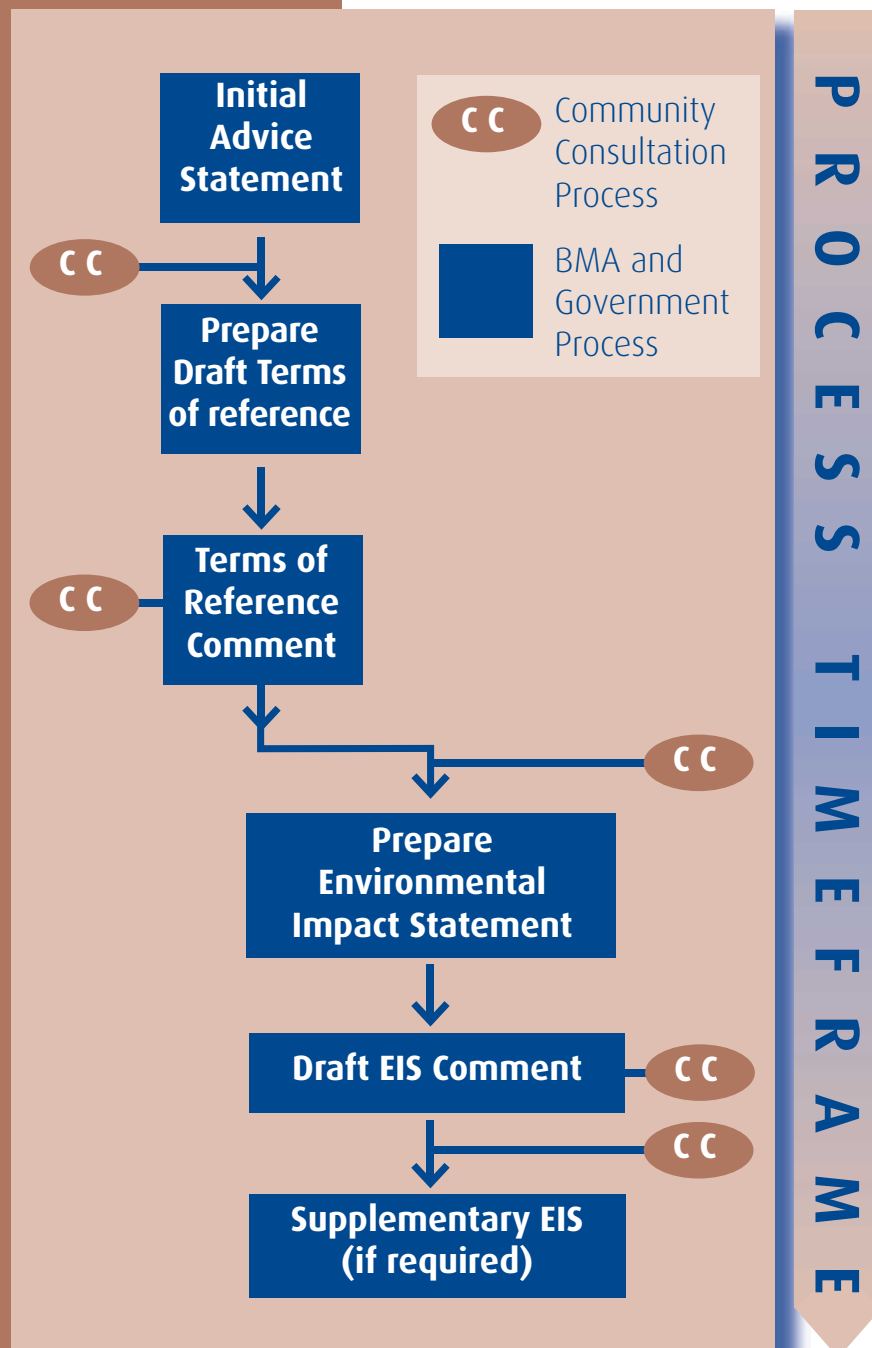 Initial
Advice
Statement
C C
Community
Consultation
Process
BMA and
Government
Process
C C
Prepare
Draft Terms
of reference
C C
Terms of
Reference
Comment
C C
Prepare
Environmental
Impact Statement
Draft EIS Comment
C C
C C
Supplementary EIS
(if required)
PROCESS TIMEFRAME